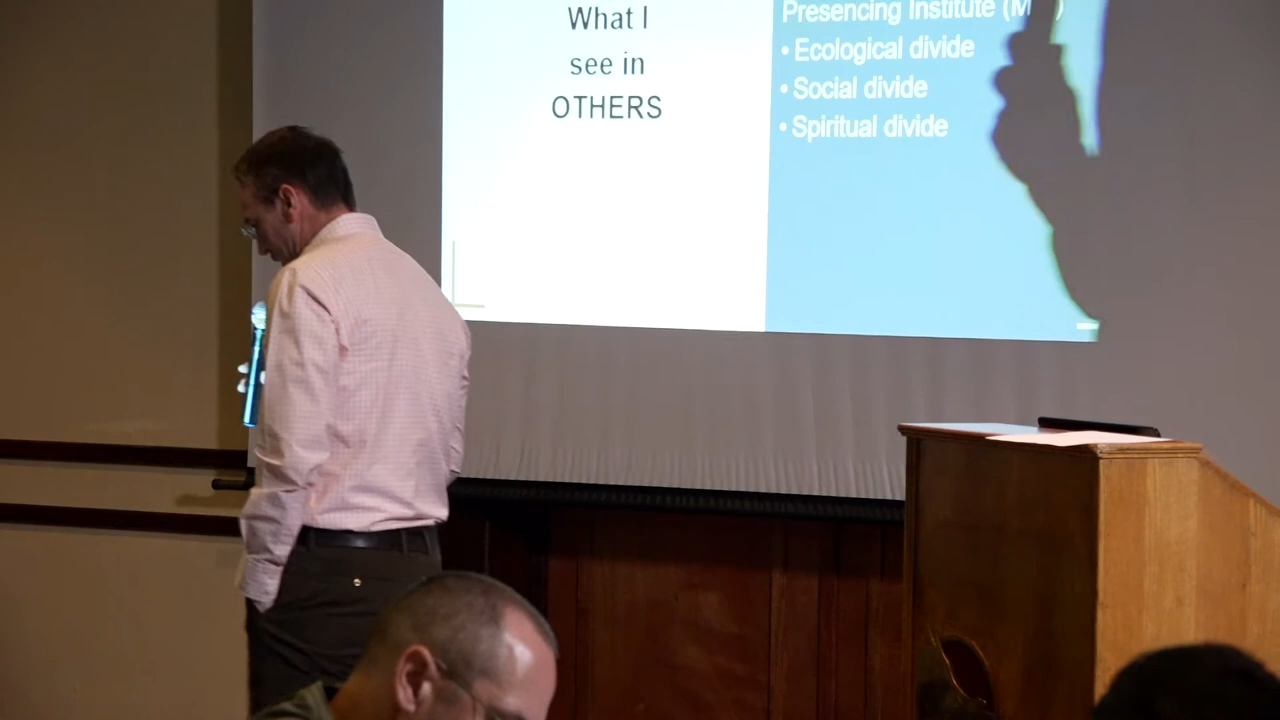 What I
see in
OTHERS
Presencing Institute (M
• Ecological divide
• Social divide
• Spiritual divide